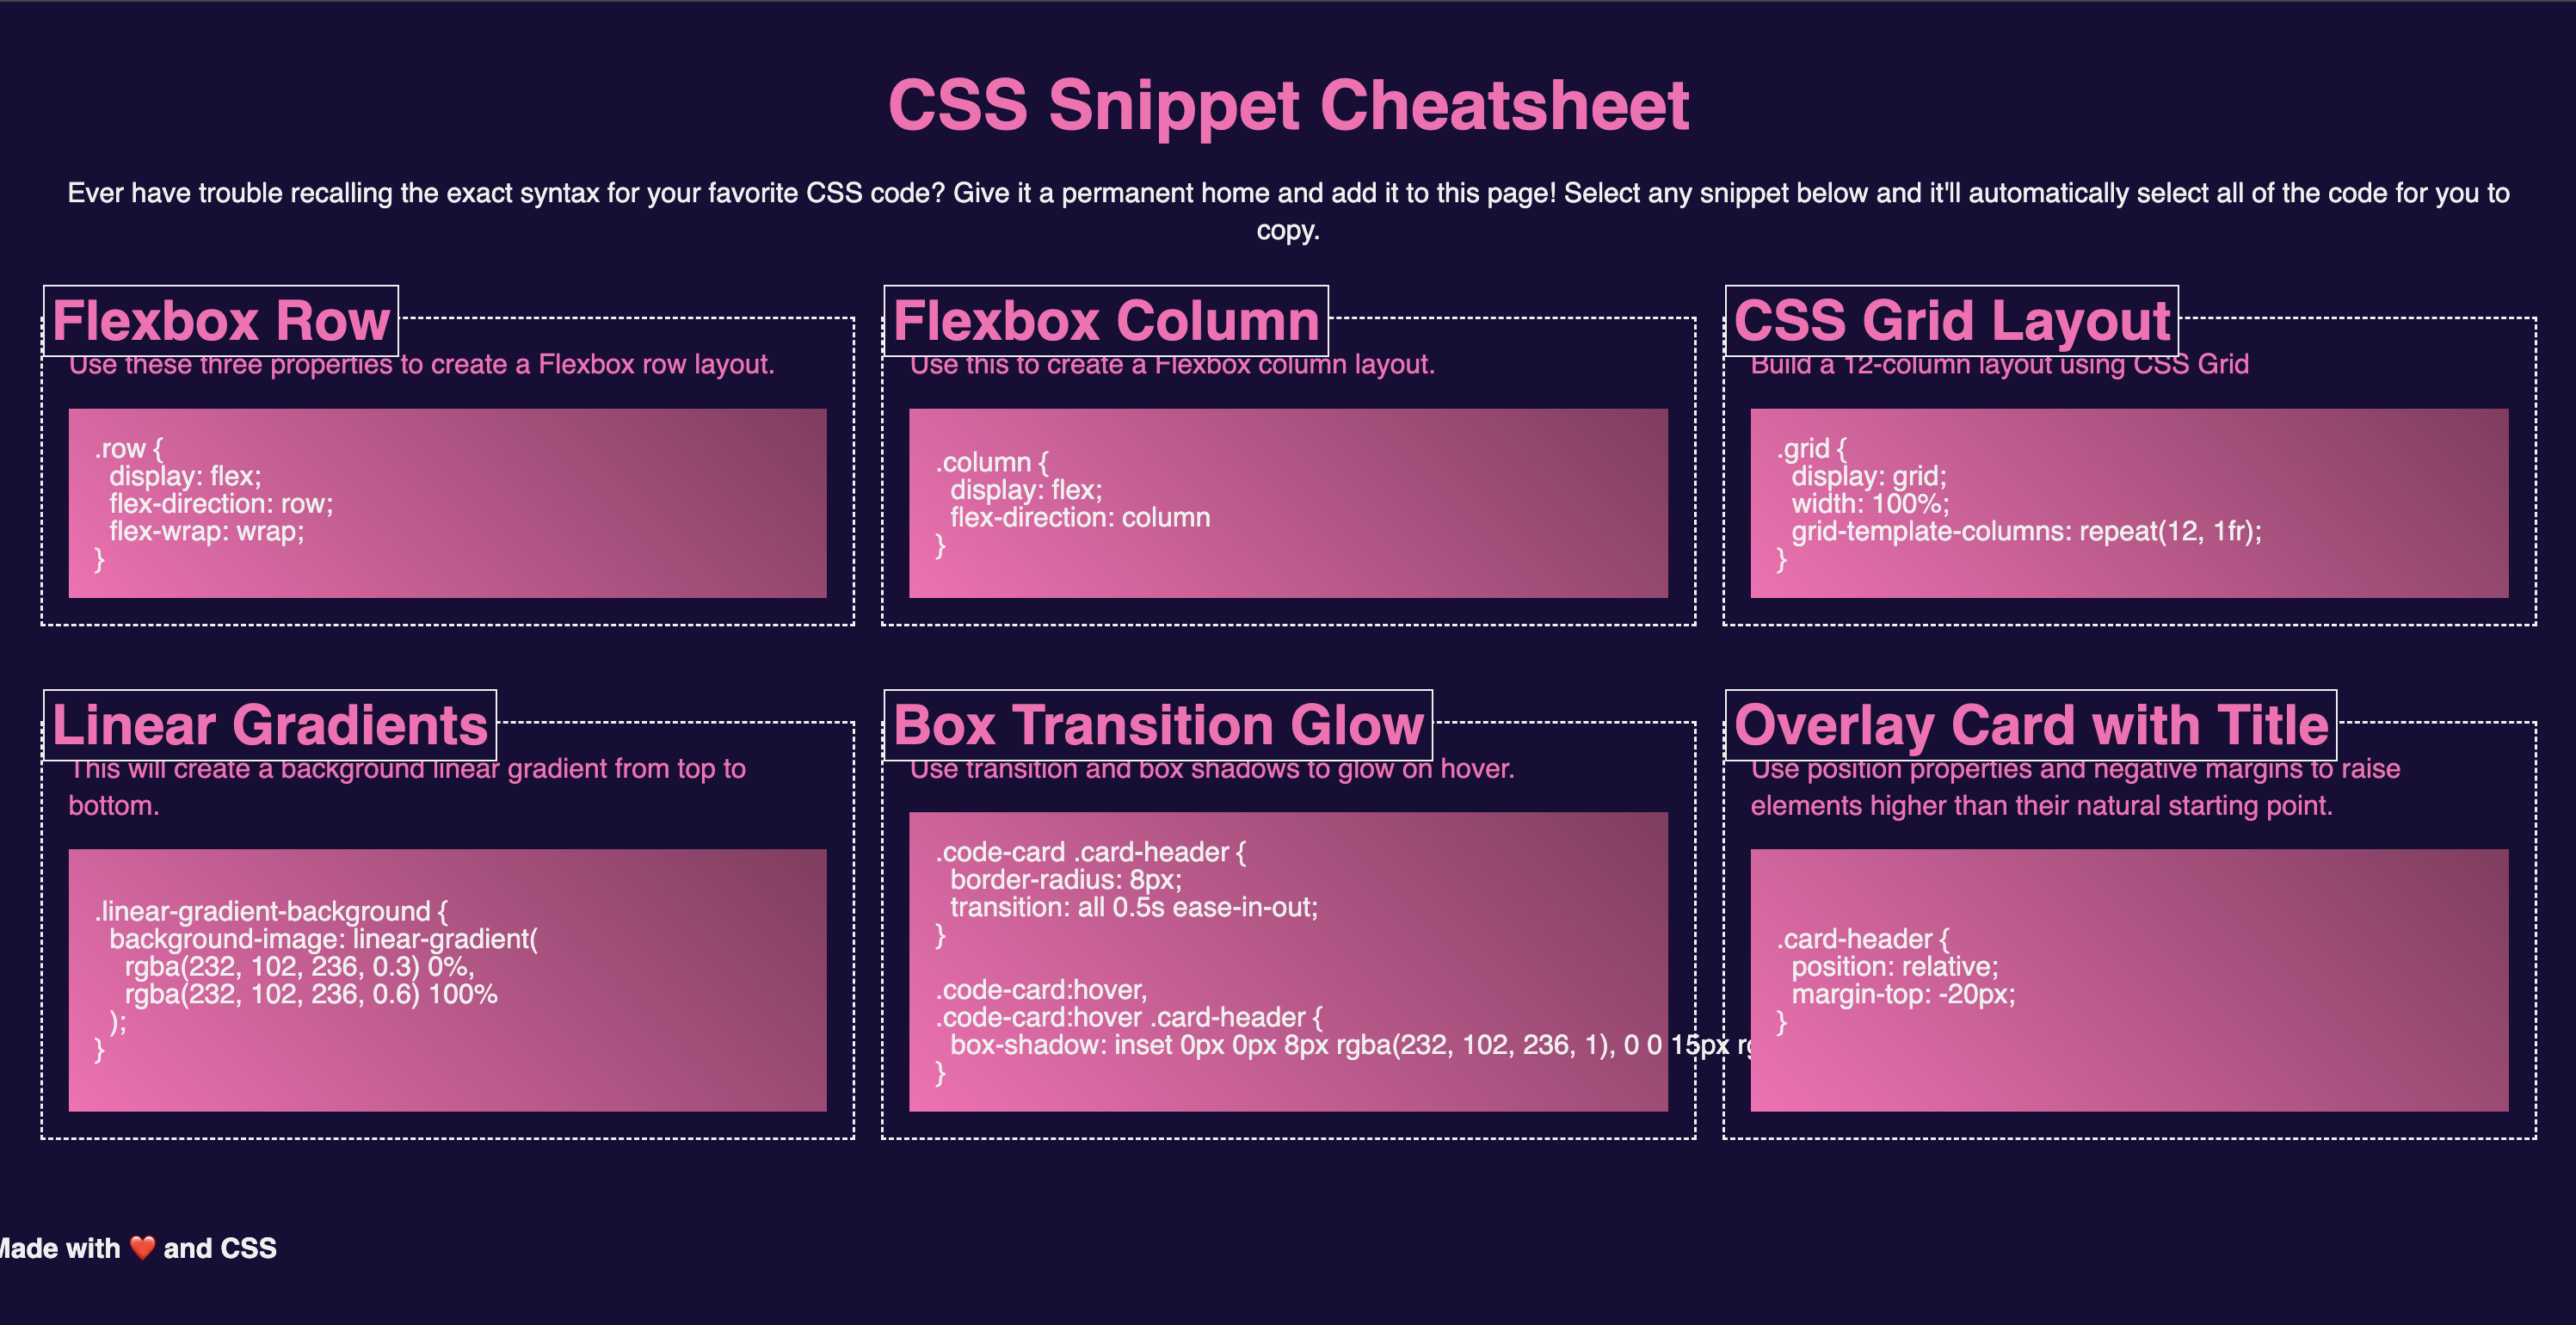 CSS Snippet Cheatsheet
Ever have trouble recalling the exact syntax for your favorite CSS code? Give it a permanent home and add it to this page! Select any snippet below and it'll automatically select all of the code for you to
copy.
Flexbox Row
Use these three properties to create a Flexbox row layout.
.row {
  display: flex;
  flex-direction: row;
  flex-wrap: wrap;
}
Flexbox Column
Use this to create a Flexbox column layout.
.column {
  display: flex;
  flex-direction: column
}
CSS Grid Layout
Build a 12-column layout using CSS Grid
.grid {
  display: grid;
  width: 100%;
  grid-template-columns: repeat(12, 1fr);
}
Linear Gradients
This will create a background linear gradient from top to
bottom.
.linear-gradient-background {
  background-image: linear-gradient(
    rgba(232, 102, 236, 0.3) 0%,
    rgba(232, 102, 236, 0.6) 100%
  );
}
Box Transition Glow
Use transition and box shadows to glow on hover.
.code-card .card-header {
  border-radius: 8px;
  transition: all 0.5s ease-in-out;
}
.code-card:hover,
.code-card:hover .card-header {
  box-shadow: inset 0px 0px 8px rgba(232, 102, 236, 1), 0 0 15px
}
Overlay Card with Title
Use position properties and negative margins to raise
elements higher than their natural starting point.
.card-header {
  position: relative;
  margin-top: -20px;
}
Made with ❤️ and CSS